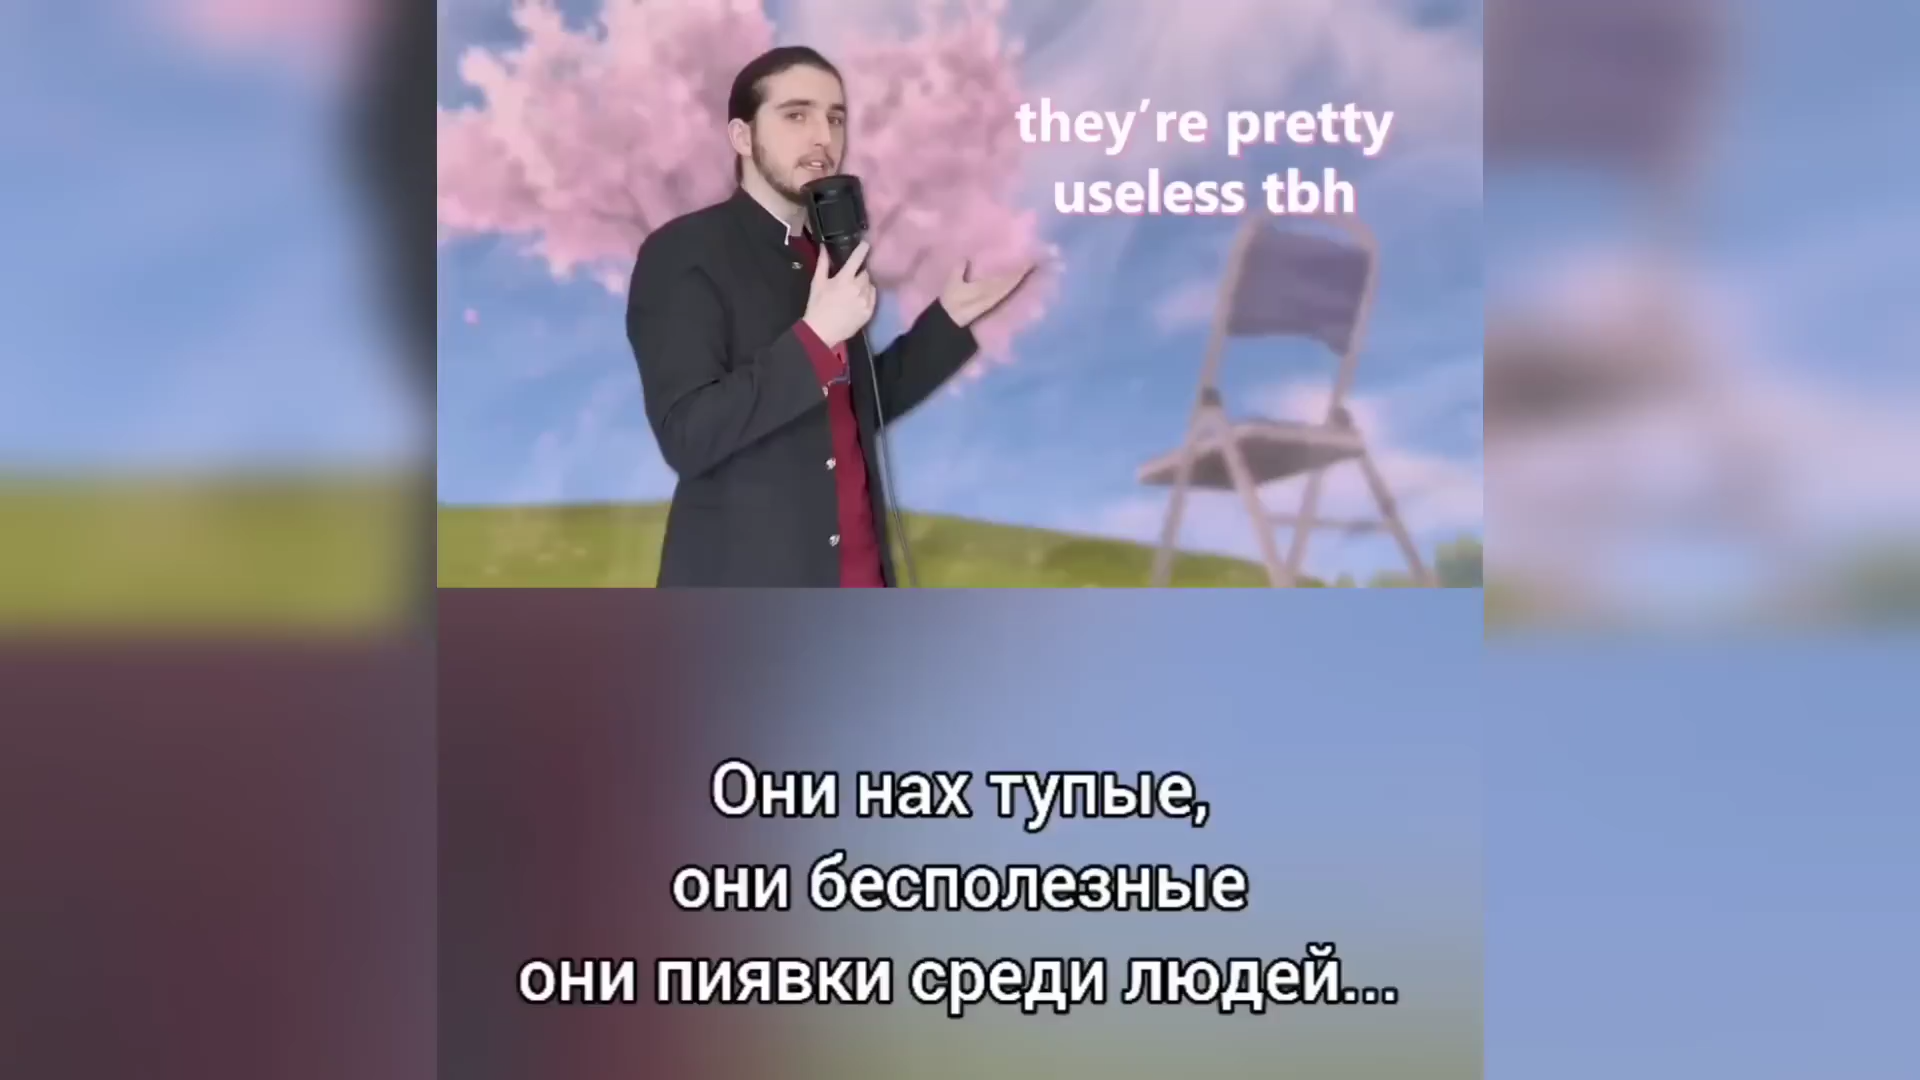 they’re pretty
useless tbh
Они нах тупые,
они бесполезные
они пиявки среди людей...